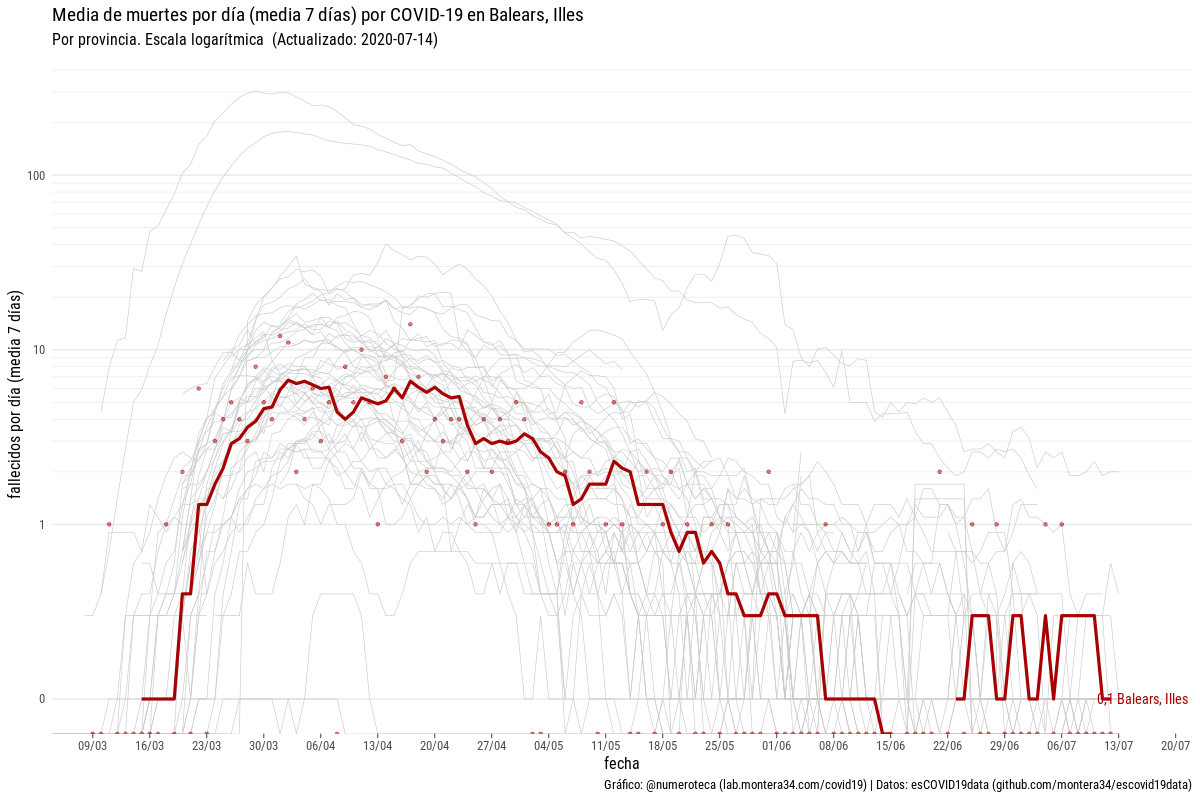 Media de muertes por día (media 7 días) por COVID-19 en Balears, Illes
Por provincia. Escala logarítmica  (Actualizado: 2020-07-14)
fallecidos por día (media  7 días)
100
10
1
0
0,1 Balears, Illes
09/03 16/03 23/03 30/03 06/04 13/04 20/04 27/04 04/05 11/05 18/05 25/05 01/06 08/06 15/06 22/06 29/06 06/07 13/07 20/07
fecha
Gráfico: @numeroteca (lab.montera34.com/covid19) | Datos: esCOVID19data (github.com/montera34/escovid19data)